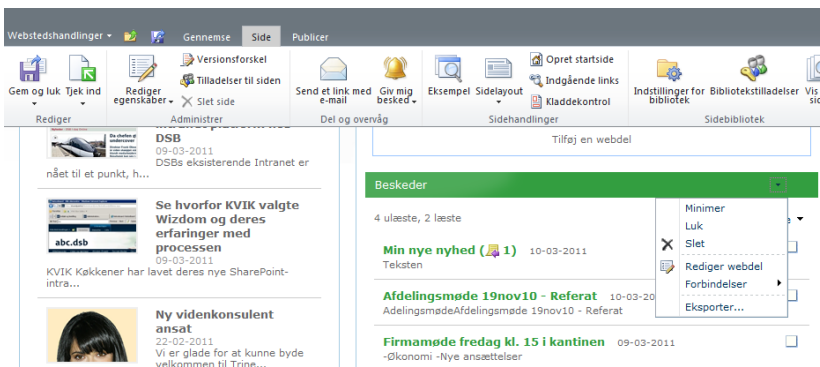 Webstedshandlinger Gennemse Side Publicer
Gem og luk Tjek ind
Rediger egenskaber
Versionsforskel
Tilladelser til siden
Slet side
Send et link med e-mail
Giv mig besked
Eksempel Sidelayout
Opret startside
Indgående links
Kladdekontrol
Indstillinger for bibliotek
Bibliotekstilladelser
Vis
Rediger Administrer Del og overvåg Sidehandlinger Sidebibliotek
DSB
09-03-2011
DSBs eksisterende Intranet er
nået til et punkt, h...
abc.dsb
Se hvorfor KVIK valgte
Wizdom og deres
erfaringer med
processen
09-03-2011
KVIK Køkkener har lavet deres nye SharePoint-
intra...
Ny videnkonsulent
ansat
22-02-2011
Vi er glade for at kunne byde
velkommen til Trine...
Tilføj en webdel
Beskeder
4 ulæste, 2 læste
Min nye nyhed ( 1) 10-03-2011
Teksten
Afdelingsmøde 19nov10 - Referat 10-03-20
AdelingsmødeAfdelingsmøde 19nov10 - Referat
Firmamøde fredag kl. 15 i kantinen 09-03-2011
-Økonomi -Nye ansættelser
Minimer
Luk
Slet
Rediger webdel
Forbindelser
Eksporter...